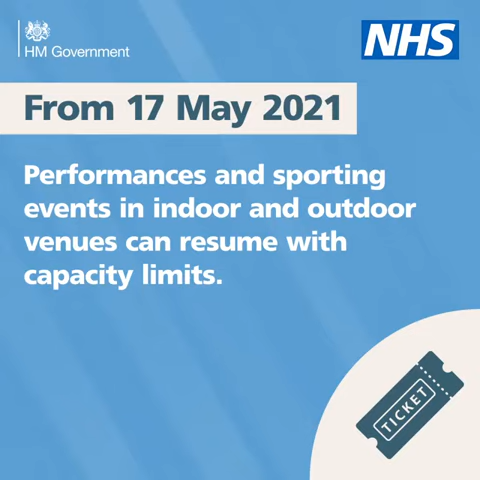 HM Government
NHS
From 17 May 2021
Performances and sporting
events in indoor and outdoor
venues can resume with
capacity limits.
TICKET